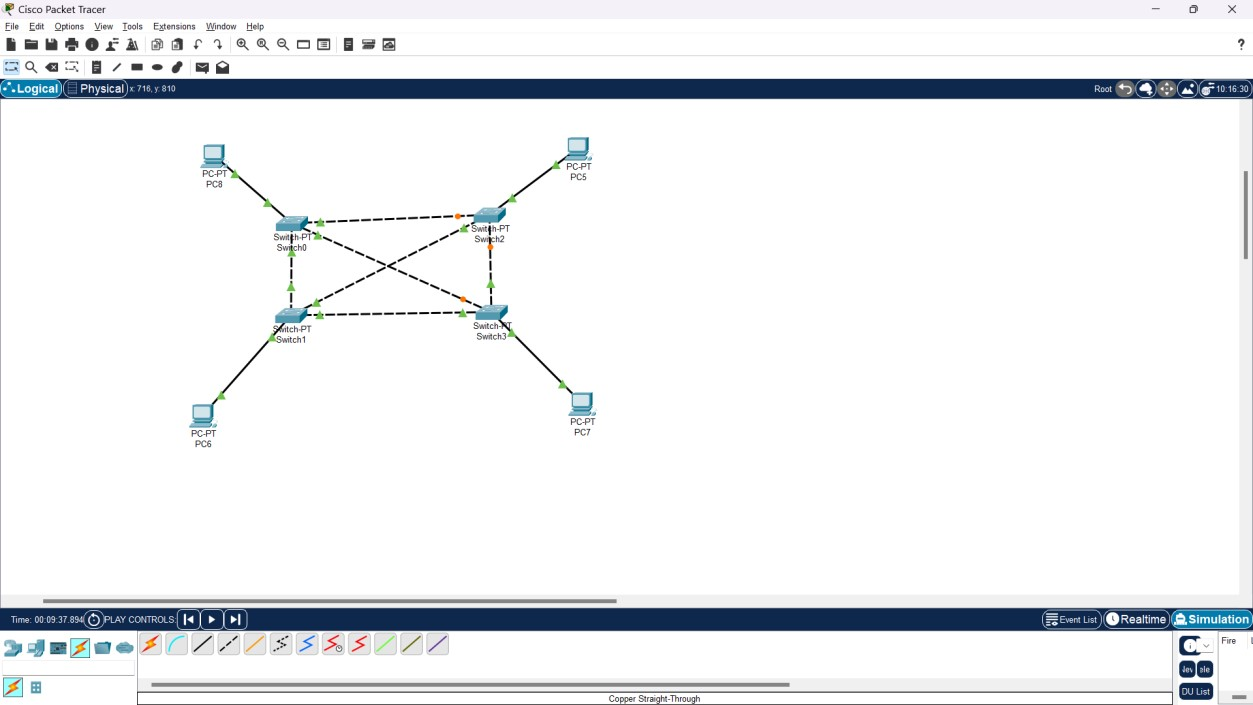 Cisco Packet Tracer
File Edit Options View Tools Extensions Window Help
?
Logical Physical x: 716, y: 810 Root 10:16:30
PC-PT
PC8
PC-PT
PC5
Switch-PT
Switch0
Switch-PT
Switch2
Switch-PT
Switch1
Switch-PT
Switch3
PC-PT
PC6
PC-PT
PC7
Time: 00:09:37.894 PLAY CONTROLS: Event List Realtime Simulation
Fire
DU List
Copper Straight-Through